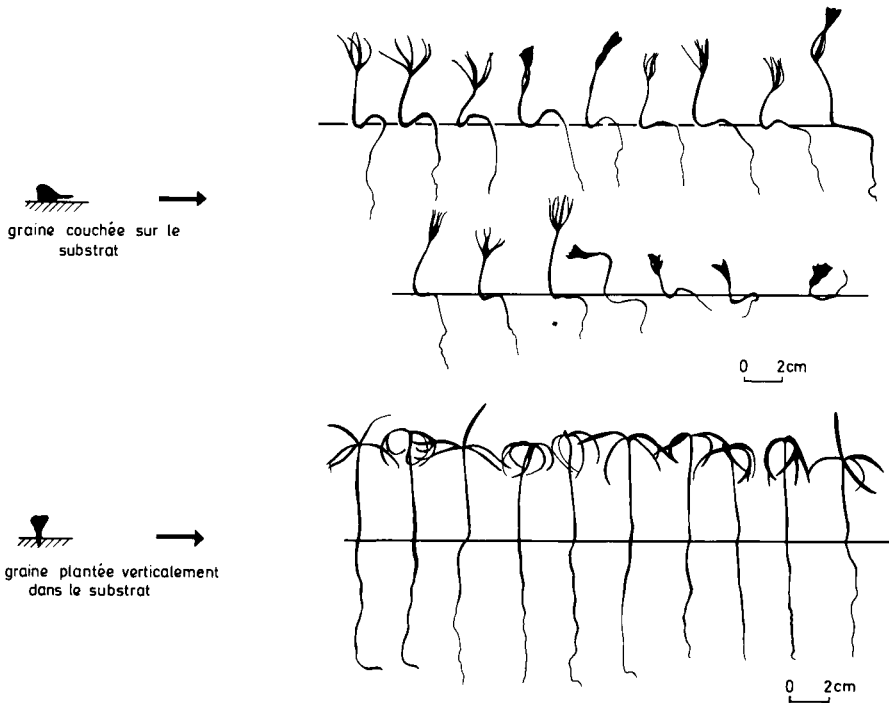 graine couchée sur le
substrat
0 2cm
graine plantée verticalement
dans le substrat
0 2cm